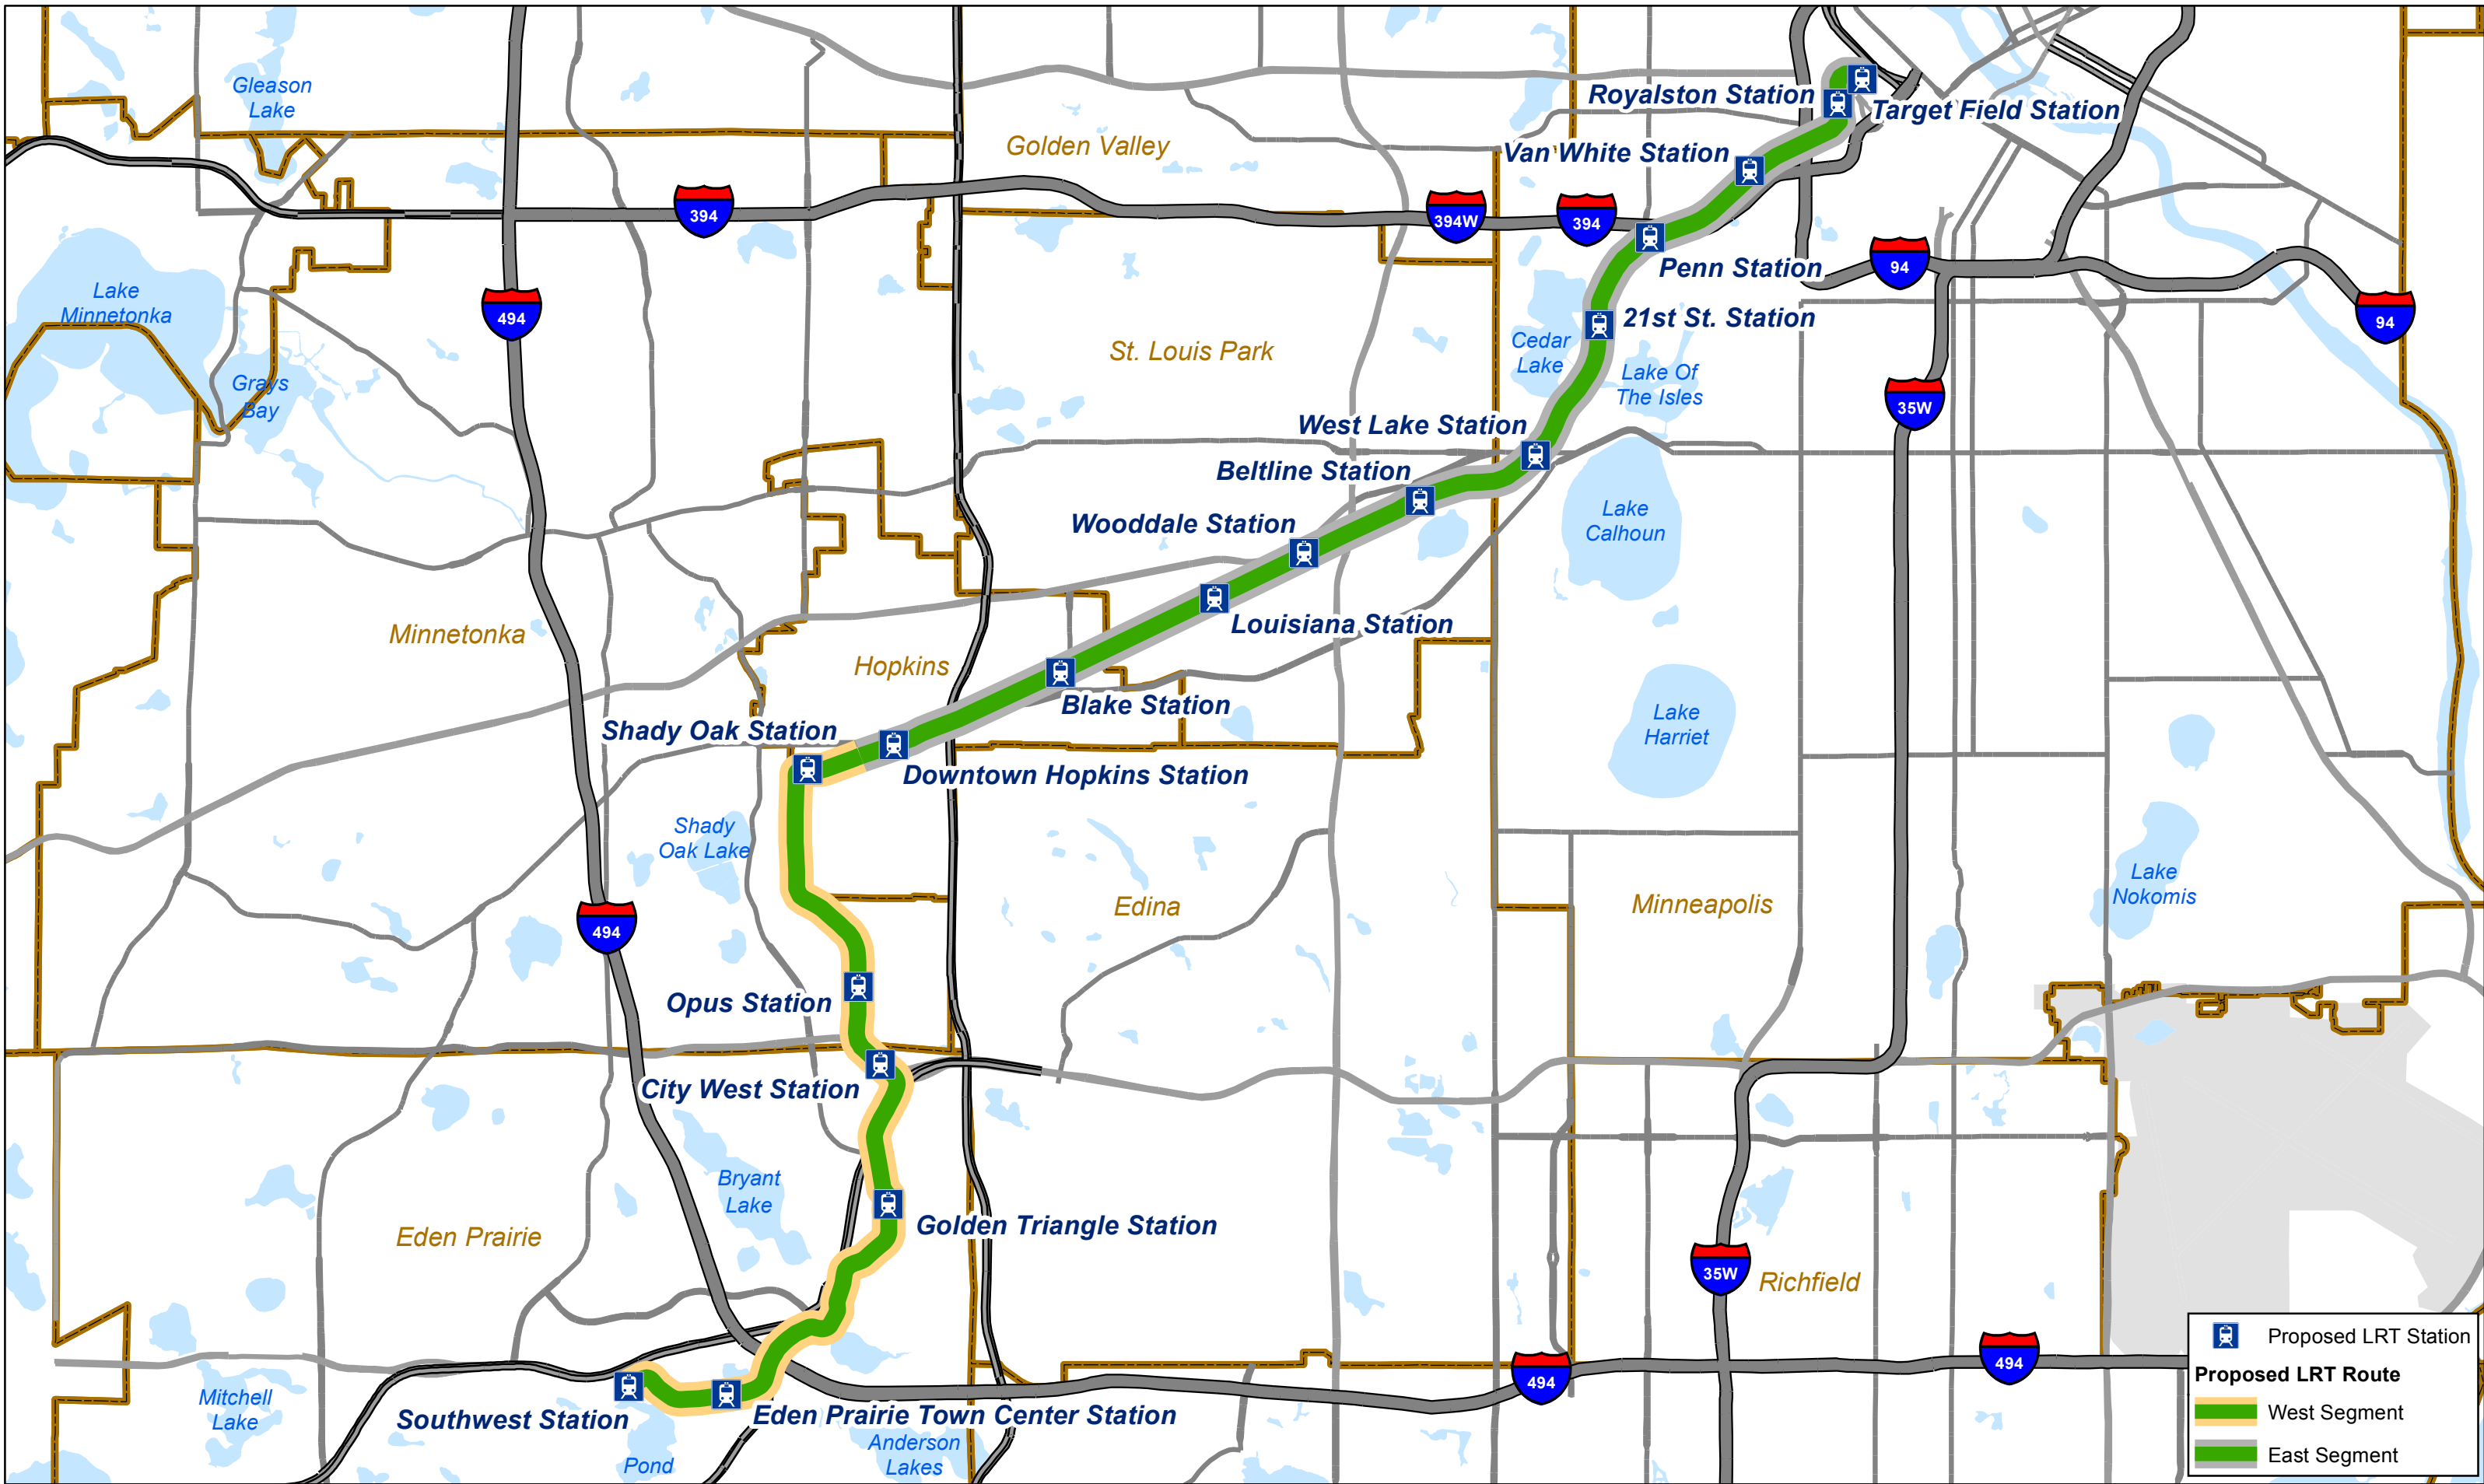 Gleason
Lake
Royalston Station
Target Field Station
Golden Valley
Van White Station
394
394W
394
Penn Station
94
Lake
Minnetonka
494
21st St. Station
94
Cedar
Lake
St. Louis Park
Lake Of
The Isles
Grays
Bay
35W
West Lake Station
Beltline Station
Lake
Calhoun
Wooddale Station
Minnetonka
Louisiana Station
Hopkins
Blake Station
Lake
Harriet
Shady Oak Station
Downtown Hopkins Station
Shady
Oak Lake
Lake
Nokomis
Edina
Minneapolis
494
Opus Station
City West Station
Bryant
Lake
Golden Triangle Station
Eden Prairie
35W
Richfield
Proposed LRT Station
494
494
Proposed LRT Route
Mitchell
Lake
Southwest Station
Eden Prairie Town Center Station
West Segment
Anderson
Lakes
East Segment
Pond